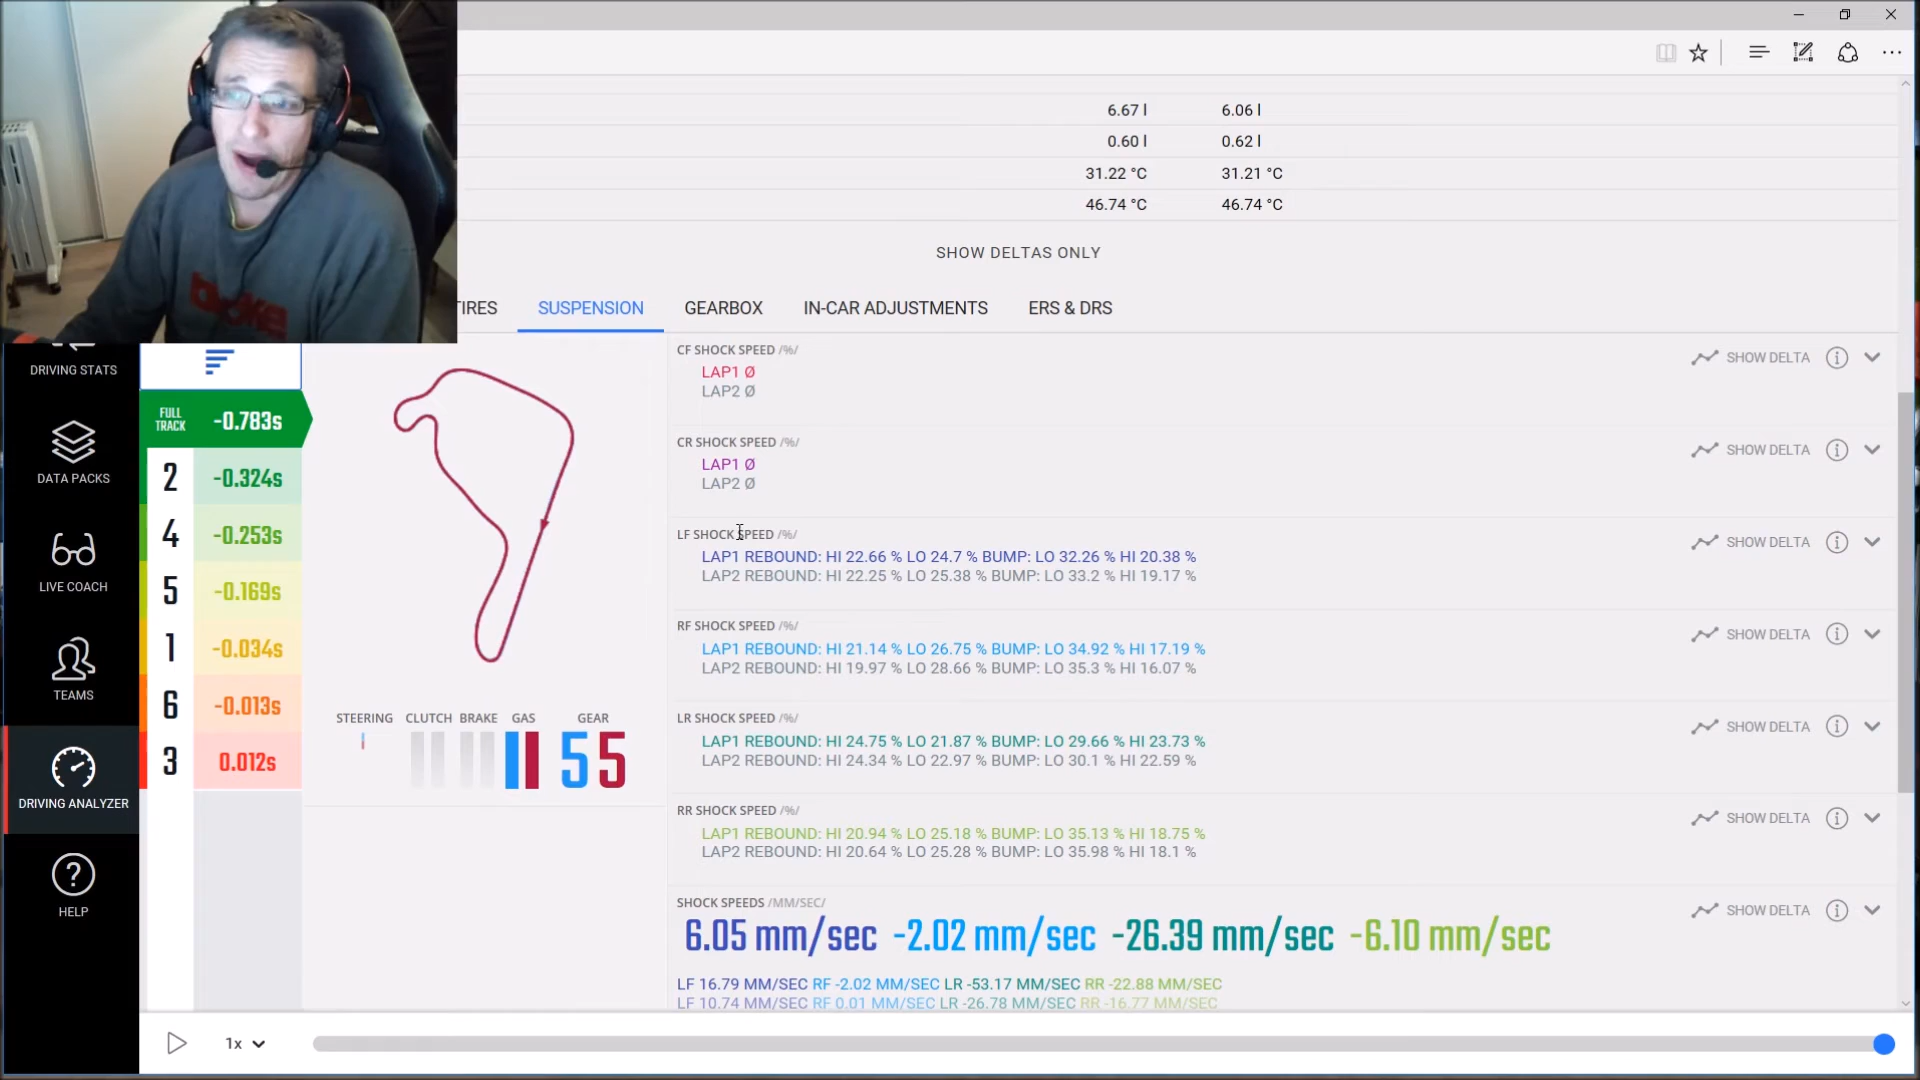 6.67 l 6.06 l
0.60 l 0.62 l
31.22 °C 31.21 °C
46.74 °C 46.74 °C
SHOW DELTAS ONLY
SUSPENSION GEARBOX IN-CAR ADJUSTMENTS ERS & DRS
DRIVING STATS
DATA PACKS
LIVE COACH
TEAMS
DRIVING ANALYZER
HELP
FULL TRACK -0.783s
2 -0.324s
4 -0.253s
5 -0.169s
1 -0.034s
6 -0.013s
3 0.012s
STEERING CLUTCH BRAKE GAS GEAR
5 5
CF SHOCK SPEED /%/
LAP1 Ø
LAP2 Ø
SHOW DELTA
CR SHOCK SPEED /%/
LAP1 Ø
LAP2 Ø
SHOW DELTA
LF SHOCK SPEED /%/
LAP1 REBOUND: HI 22.66 % LO 24.7 % BUMP: LO 32.26 % HI 20.38 %
LAP2 REBOUND: HI 22.25 % LO 25.38 % BUMP: LO 33.2 % HI 19.17 %
SHOW DELTA
RF SHOCK SPEED /%/
LAP1 REBOUND: HI 21.14 % LO 26.75 % BUMP: LO 34.92 % HI 17.19 %
LAP2 REBOUND: HI 19.97 % LO 28.66 % BUMP: LO 35.3 % HI 16.07 %
SHOW DELTA
LR SHOCK SPEED /%/
LAP1 REBOUND: HI 24.75 % LO 21.87 % BUMP: LO 29.66 % HI 23.73 %
LAP2 REBOUND: HI 24.34 % LO 22.97 % BUMP: LO 30.1 % HI 22.59 %
SHOW DELTA
RR SHOCK SPEED /%/
LAP1 REBOUND: HI 20.94 % LO 25.18 % BUMP: LO 35.13 % HI 18.75 %
LAP2 REBOUND: HI 20.64 % LO 25.28 % BUMP: LO 35.98 % HI 18.1 %
SHOW DELTA
SHOCK SPEEDS /MM/SEC/
6.05 mm/sec -2.02 mm/sec -26.39 mm/sec -6.10 mm/sec
SHOW DELTA
LF 16.79 MM/SEC RF -2.02 MM/SEC LR -53.17 MM/SEC RR -22.88 MM/SEC
LF 10.74 MM/SEC RF 0.01 MM/SEC LR -26.78 MM/SEC RR -16.77 MM/SEC
1x